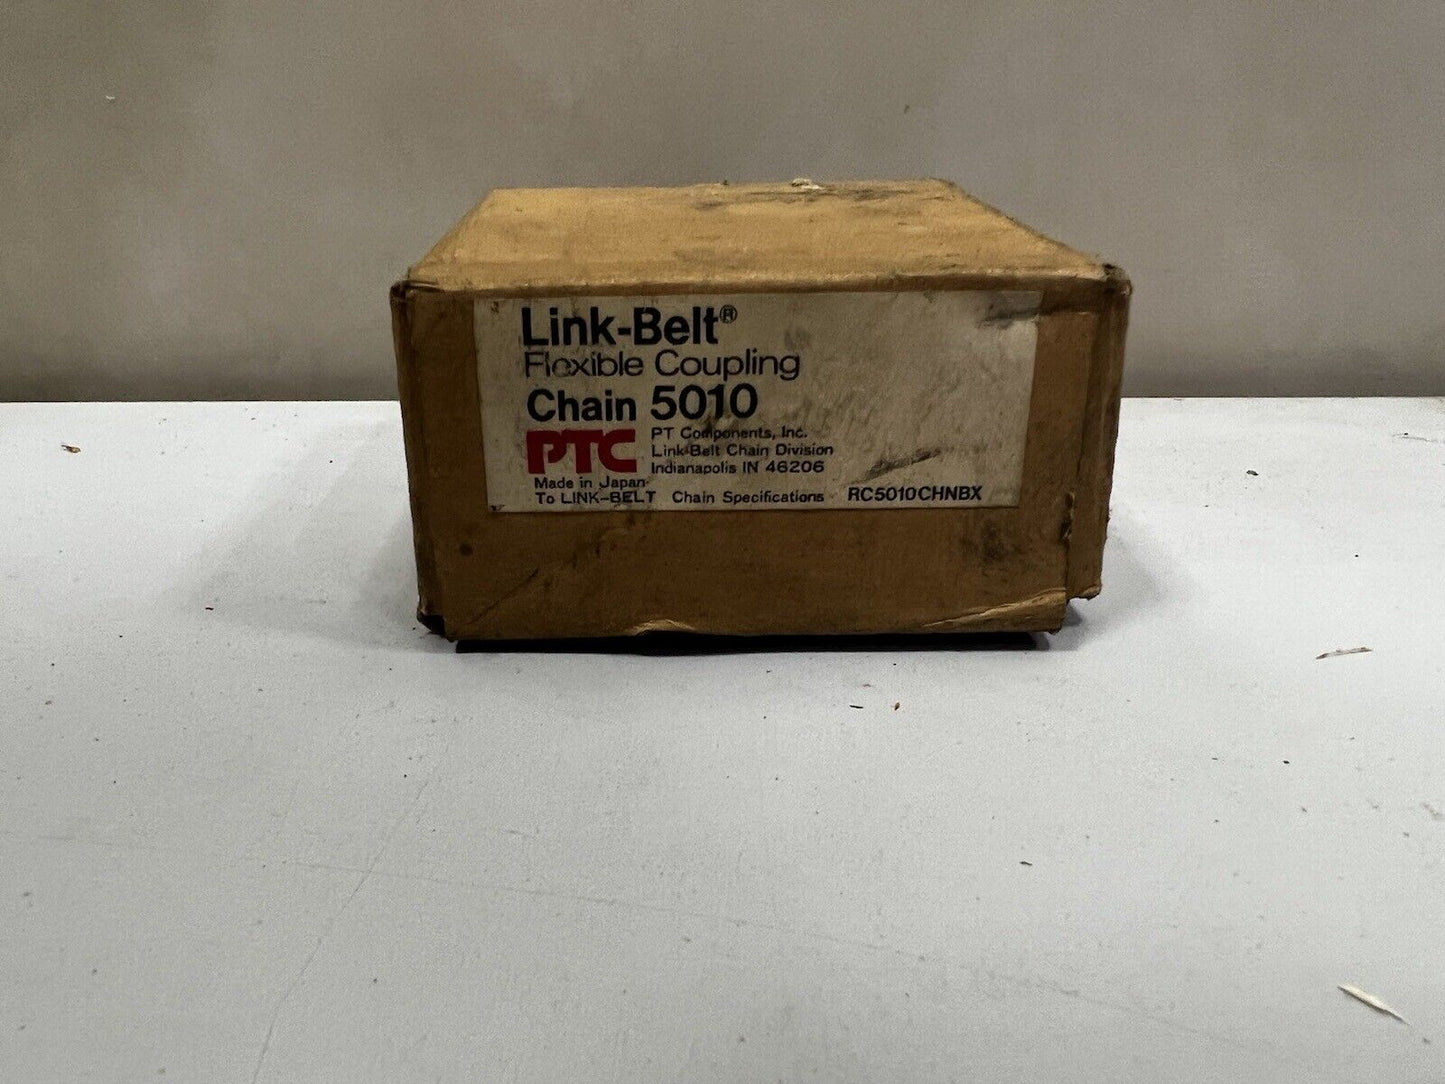 Link-Belt®
Flexible Coupling
Chain 5010
PTC
PT Components, Inc.
Link-Belt Chain Division
Indianapolis IN 46206
Made in Japan
To LINK-BELT Chain Specifications RC5010CHNBX